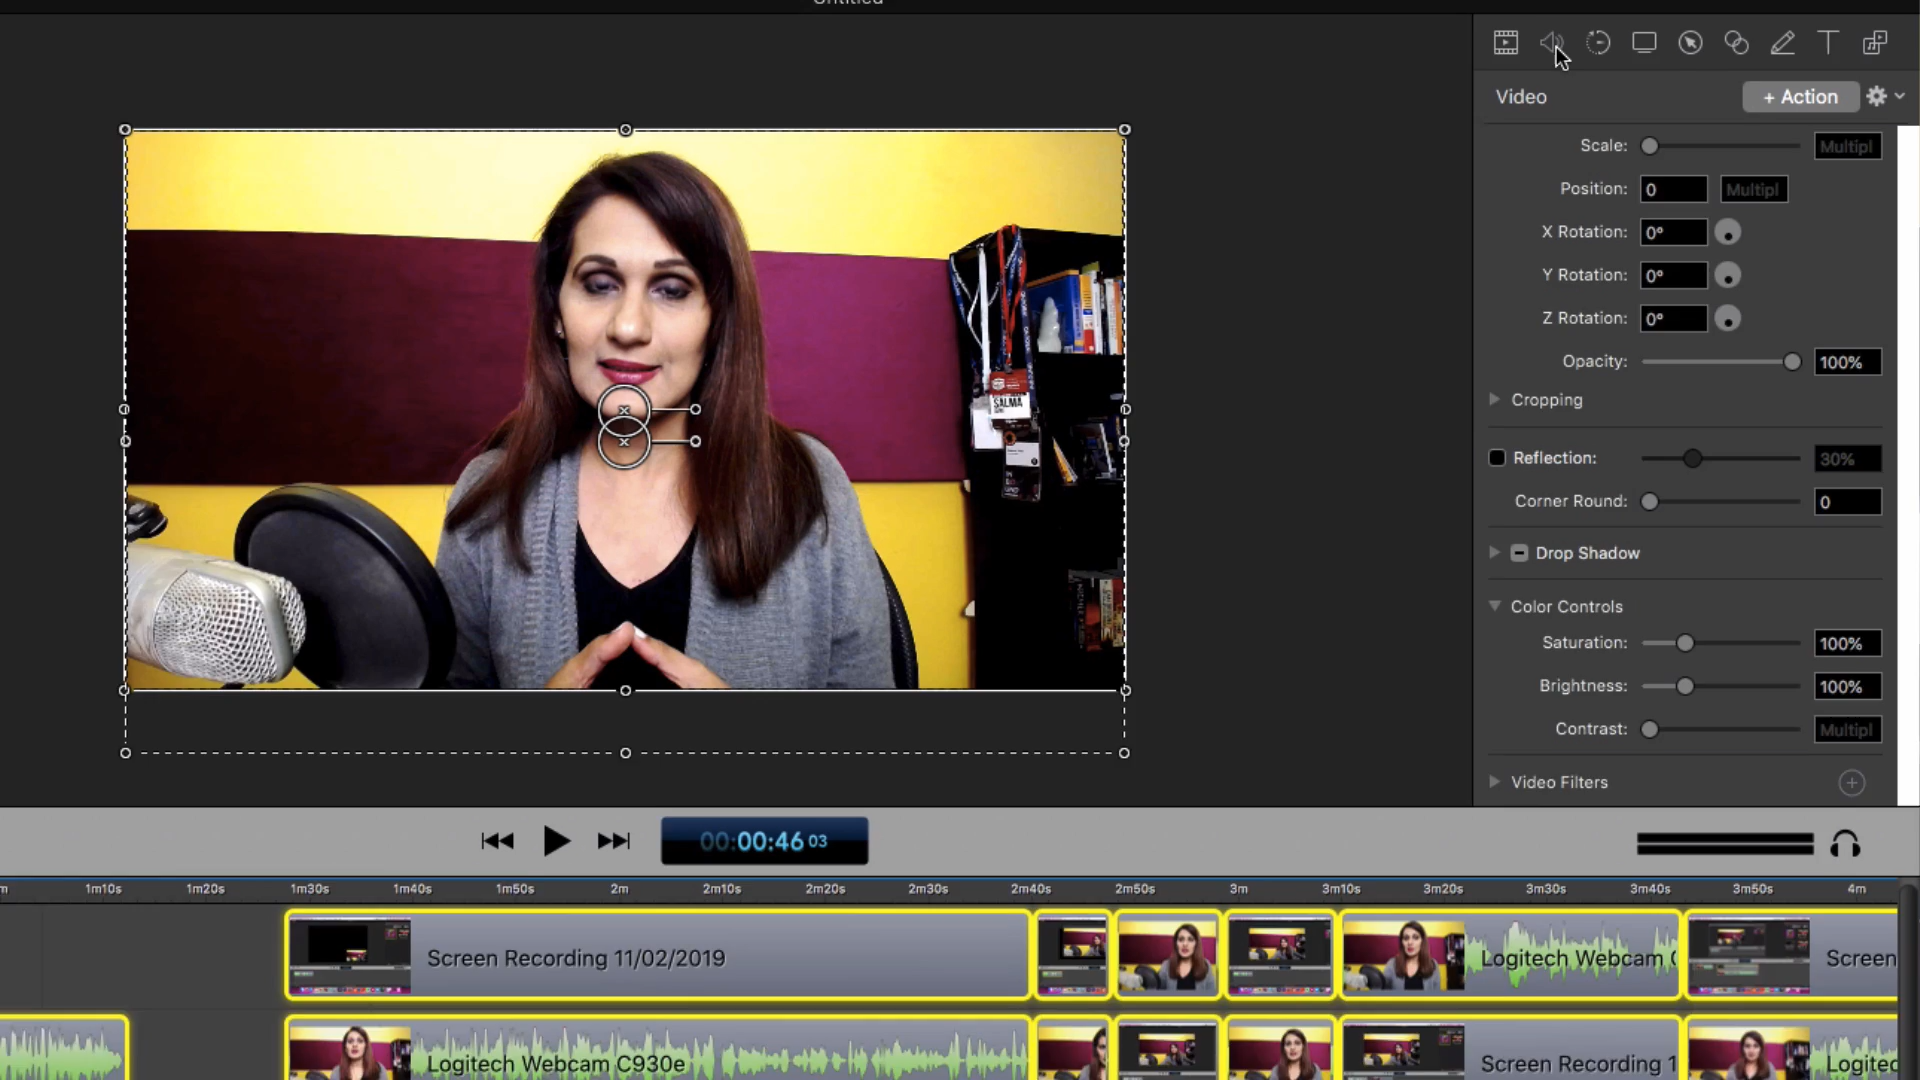 Untitled
Video
+ Action
Scale:
Multipl
Position:
0
Multipl
X Rotation:
0°
Y Rotation:
0°
Z Rotation:
0°
Opacity:
100%
Cropping
Reflection:
30%
Corner Round:
0
Drop Shadow
Color Controls
Saturation:
100%
Brightness:
100%
Contrast:
Multipl
Video Filters
SALMA
00:00:46 03
m
1m10s
1m20s
1m30s
1m40s
1m50s
2m
2m10s
2m20s
2m30s
2m40s
2m50s
3m
3m10s
3m20s
3m30s
3m40s
3m50s
4m
Screen Recording 11/02/2019
Logitech Webcam C
Screen
Logitech Webcam C930e
Screen Recording 1
Logitec